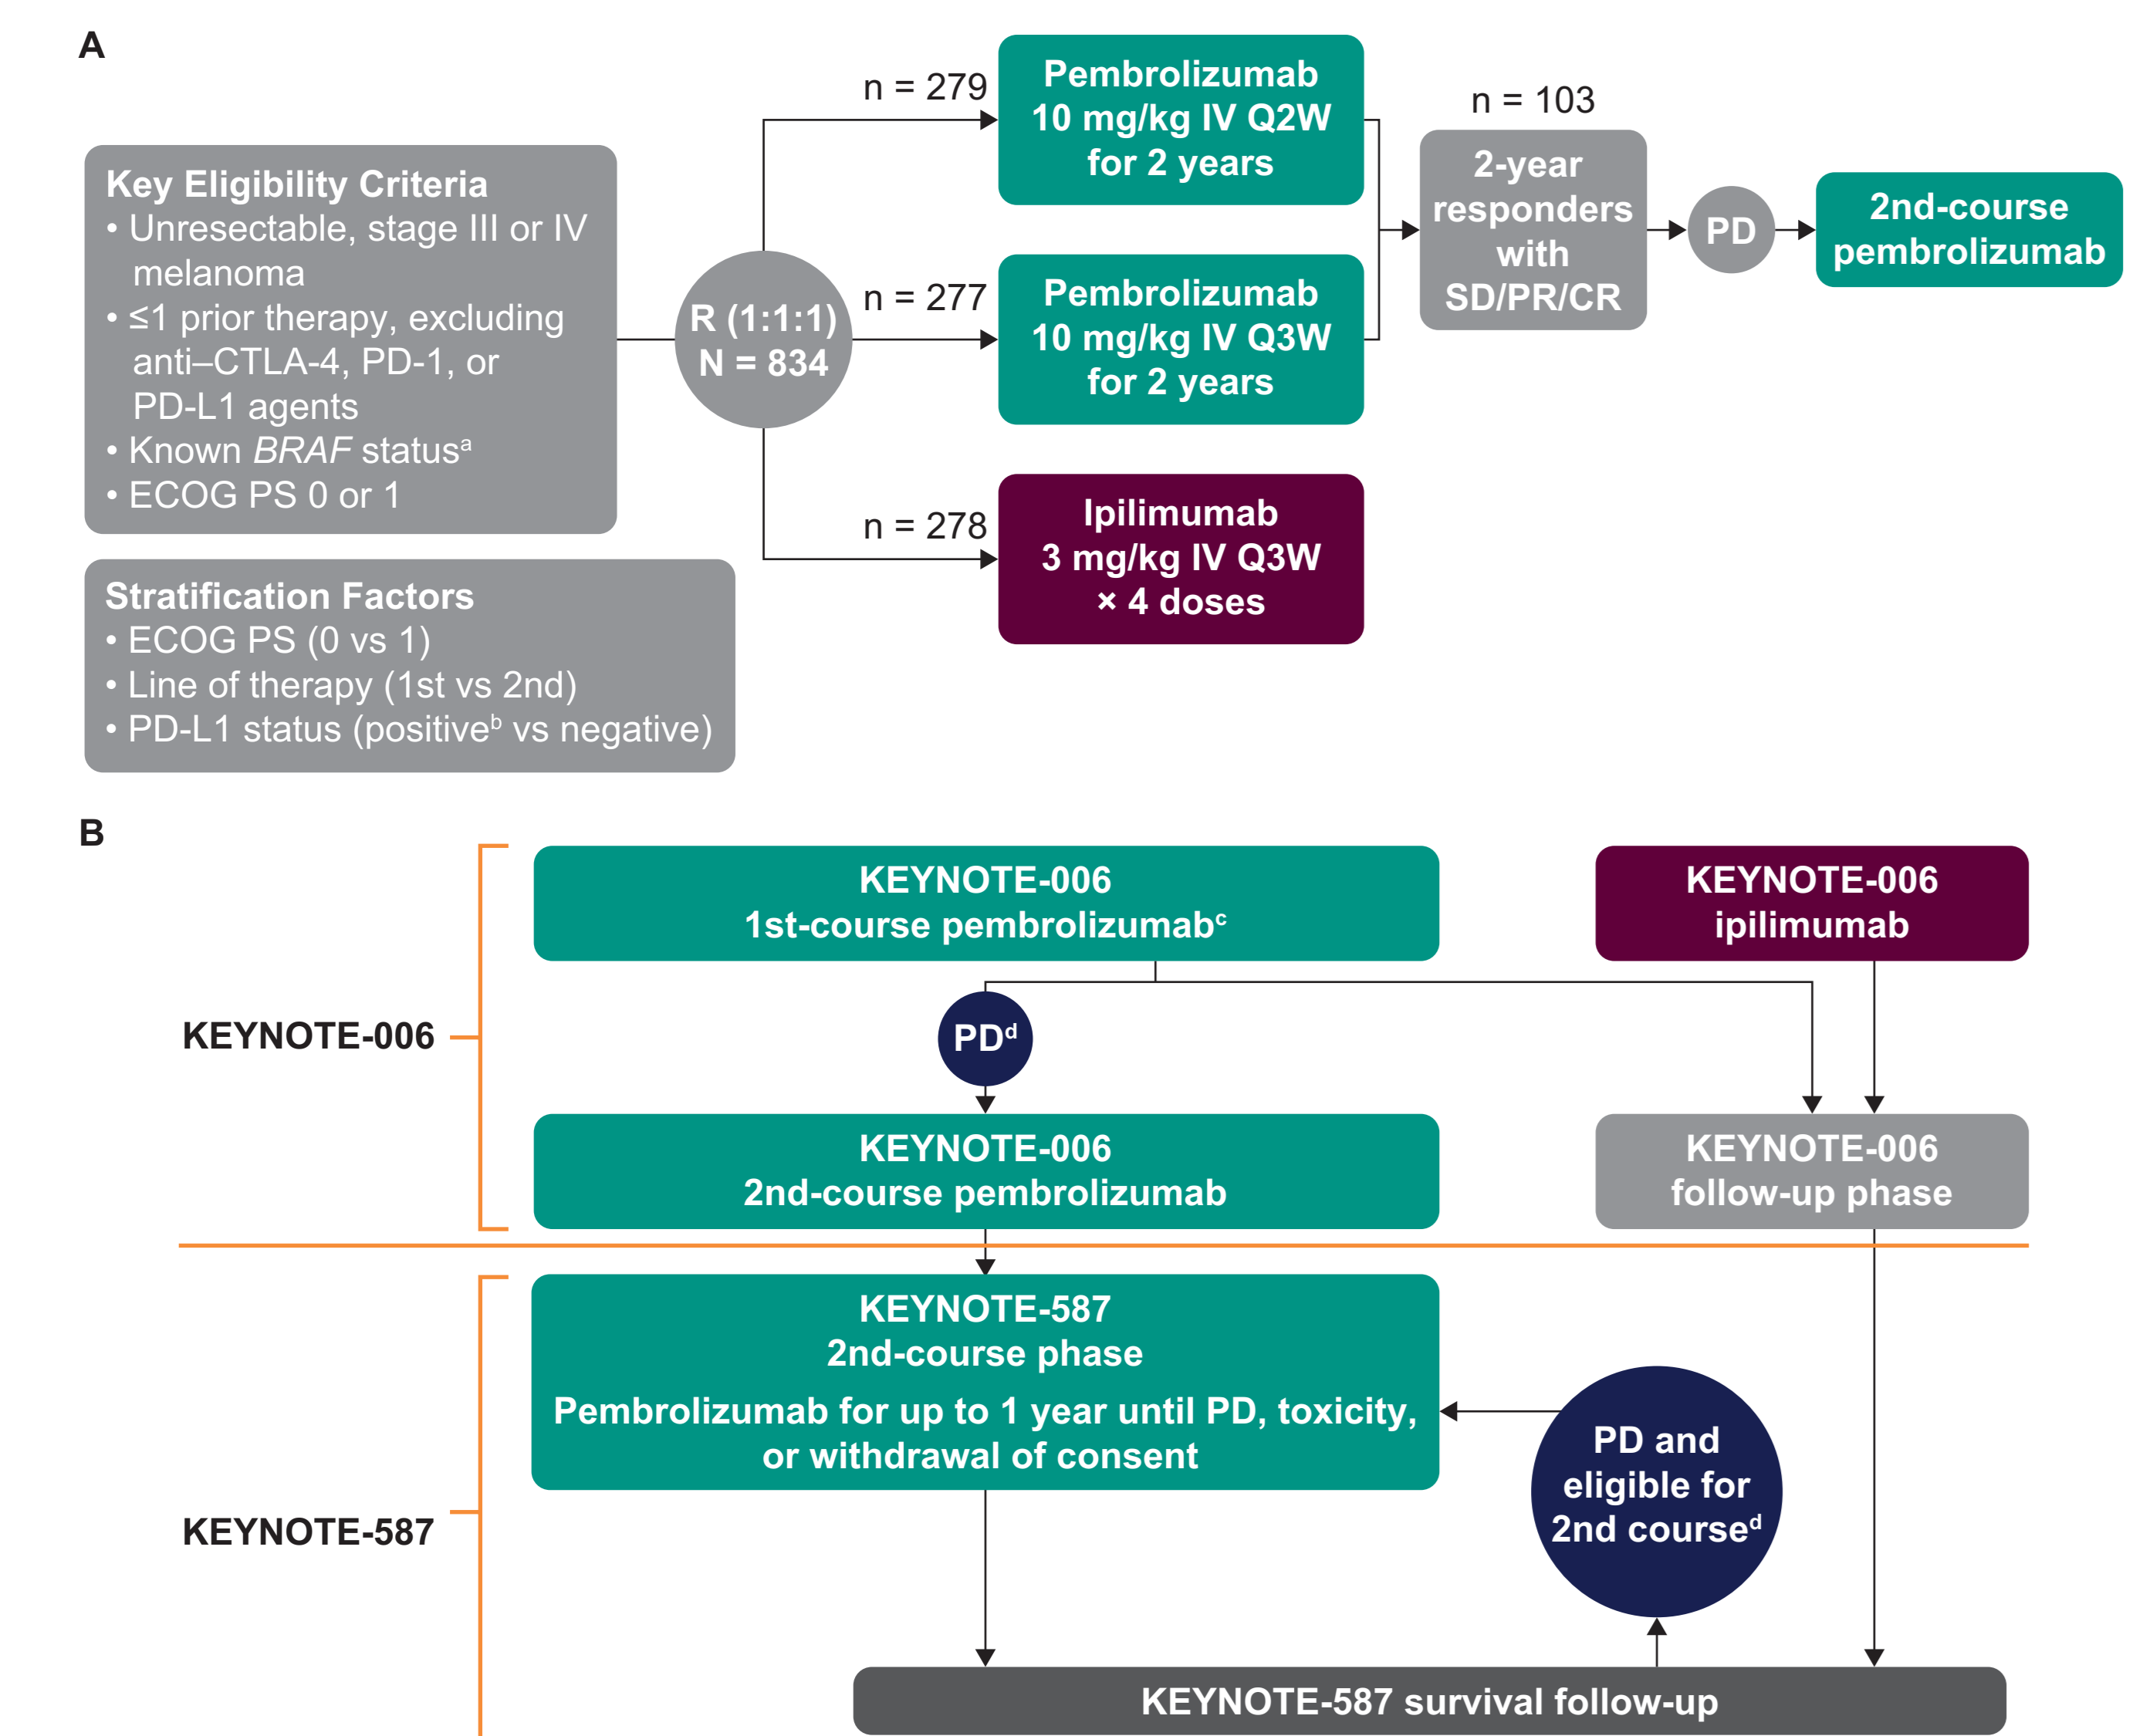 A
Key Eligibility Criteria
• Unresectable, stage III or IV
melanoma
• ≤1 prior therapy, excluding
anti–CTLA-4, PD-1, or
PD-L1 agents
• Known BRAF statusᵃ
• ECOG PS 0 or 1
Stratification Factors
• ECOG PS (0 vs 1)
• Line of therapy (1st vs 2nd)
• PD-L1 status (positiveᵇ vs negative)
R (1:1:1)
N = 834
n = 279
Pembrolizumab
10 mg/kg IV Q2W
for 2 years
n = 277
Pembrolizumab
10 mg/kg IV Q3W
for 2 years
n = 278
Ipilimumab
3 mg/kg IV Q3W
× 4 doses
n = 103
2-year
responders
with
SD/PR/CR
PD
2nd-course
pembrolizumab
B
KEYNOTE-006
KEYNOTE-006
1st-course pembrolizumabᶜ
KEYNOTE-006
ipilimumab
PDᵈ
KEYNOTE-006
2nd-course pembrolizumab
KEYNOTE-006
follow-up phase
KEYNOTE-587
KEYNOTE-587
2nd-course phase
Pembrolizumab for up to 1 year until PD, toxicity,
or withdrawal of consent
PD and
eligible for
2nd courseᵈ
KEYNOTE-587 survival follow-up